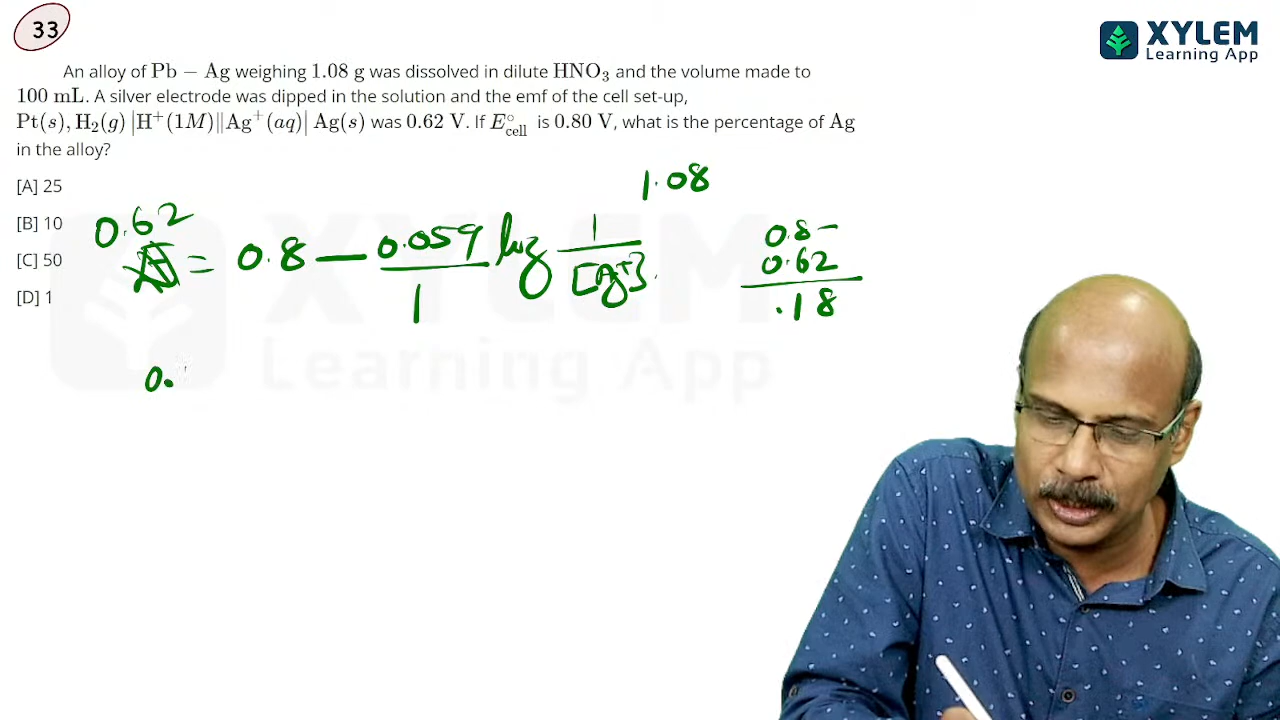 33
XYLEM
Learning App
An alloy of Pb − Ag weighing 1.08 g was dissolved in dilute HNO₃ and the volume made to
100 mL. A silver electrode was dipped in the solution and the emf of the cell set-up,
Pt(s), H₂(g) |H⁺(1M)||Ag⁺(aq)| Ag(s) was 0.62 V. If E°cell is 0.80 V, what is the percentage of Ag
in the alloy?
[A] 25
[B] 10
[C] 50
[D] 1
1.08
0.62
= 0.8 — 0.059/1 log 1/[Ag⁺].
0.8 –
0.62
.18
0.
XYLEM
Learning App